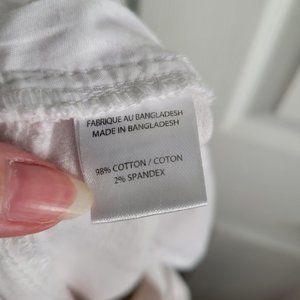 FABRIQUE AU BANGLADESH
MADE IN BANGLADESH
98% COTTON / COTON
2% SPANDEX